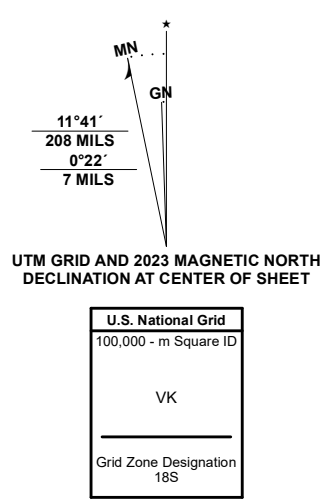 MN
GN
11°41´
208 MILS
0°22´
7 MILS
UTM GRID AND 2023 MAGNETIC NORTH
DECLINATION AT CENTER OF SHEET
U.S. National Grid
100,000 - m Square ID
VK
Grid Zone Designation
18S